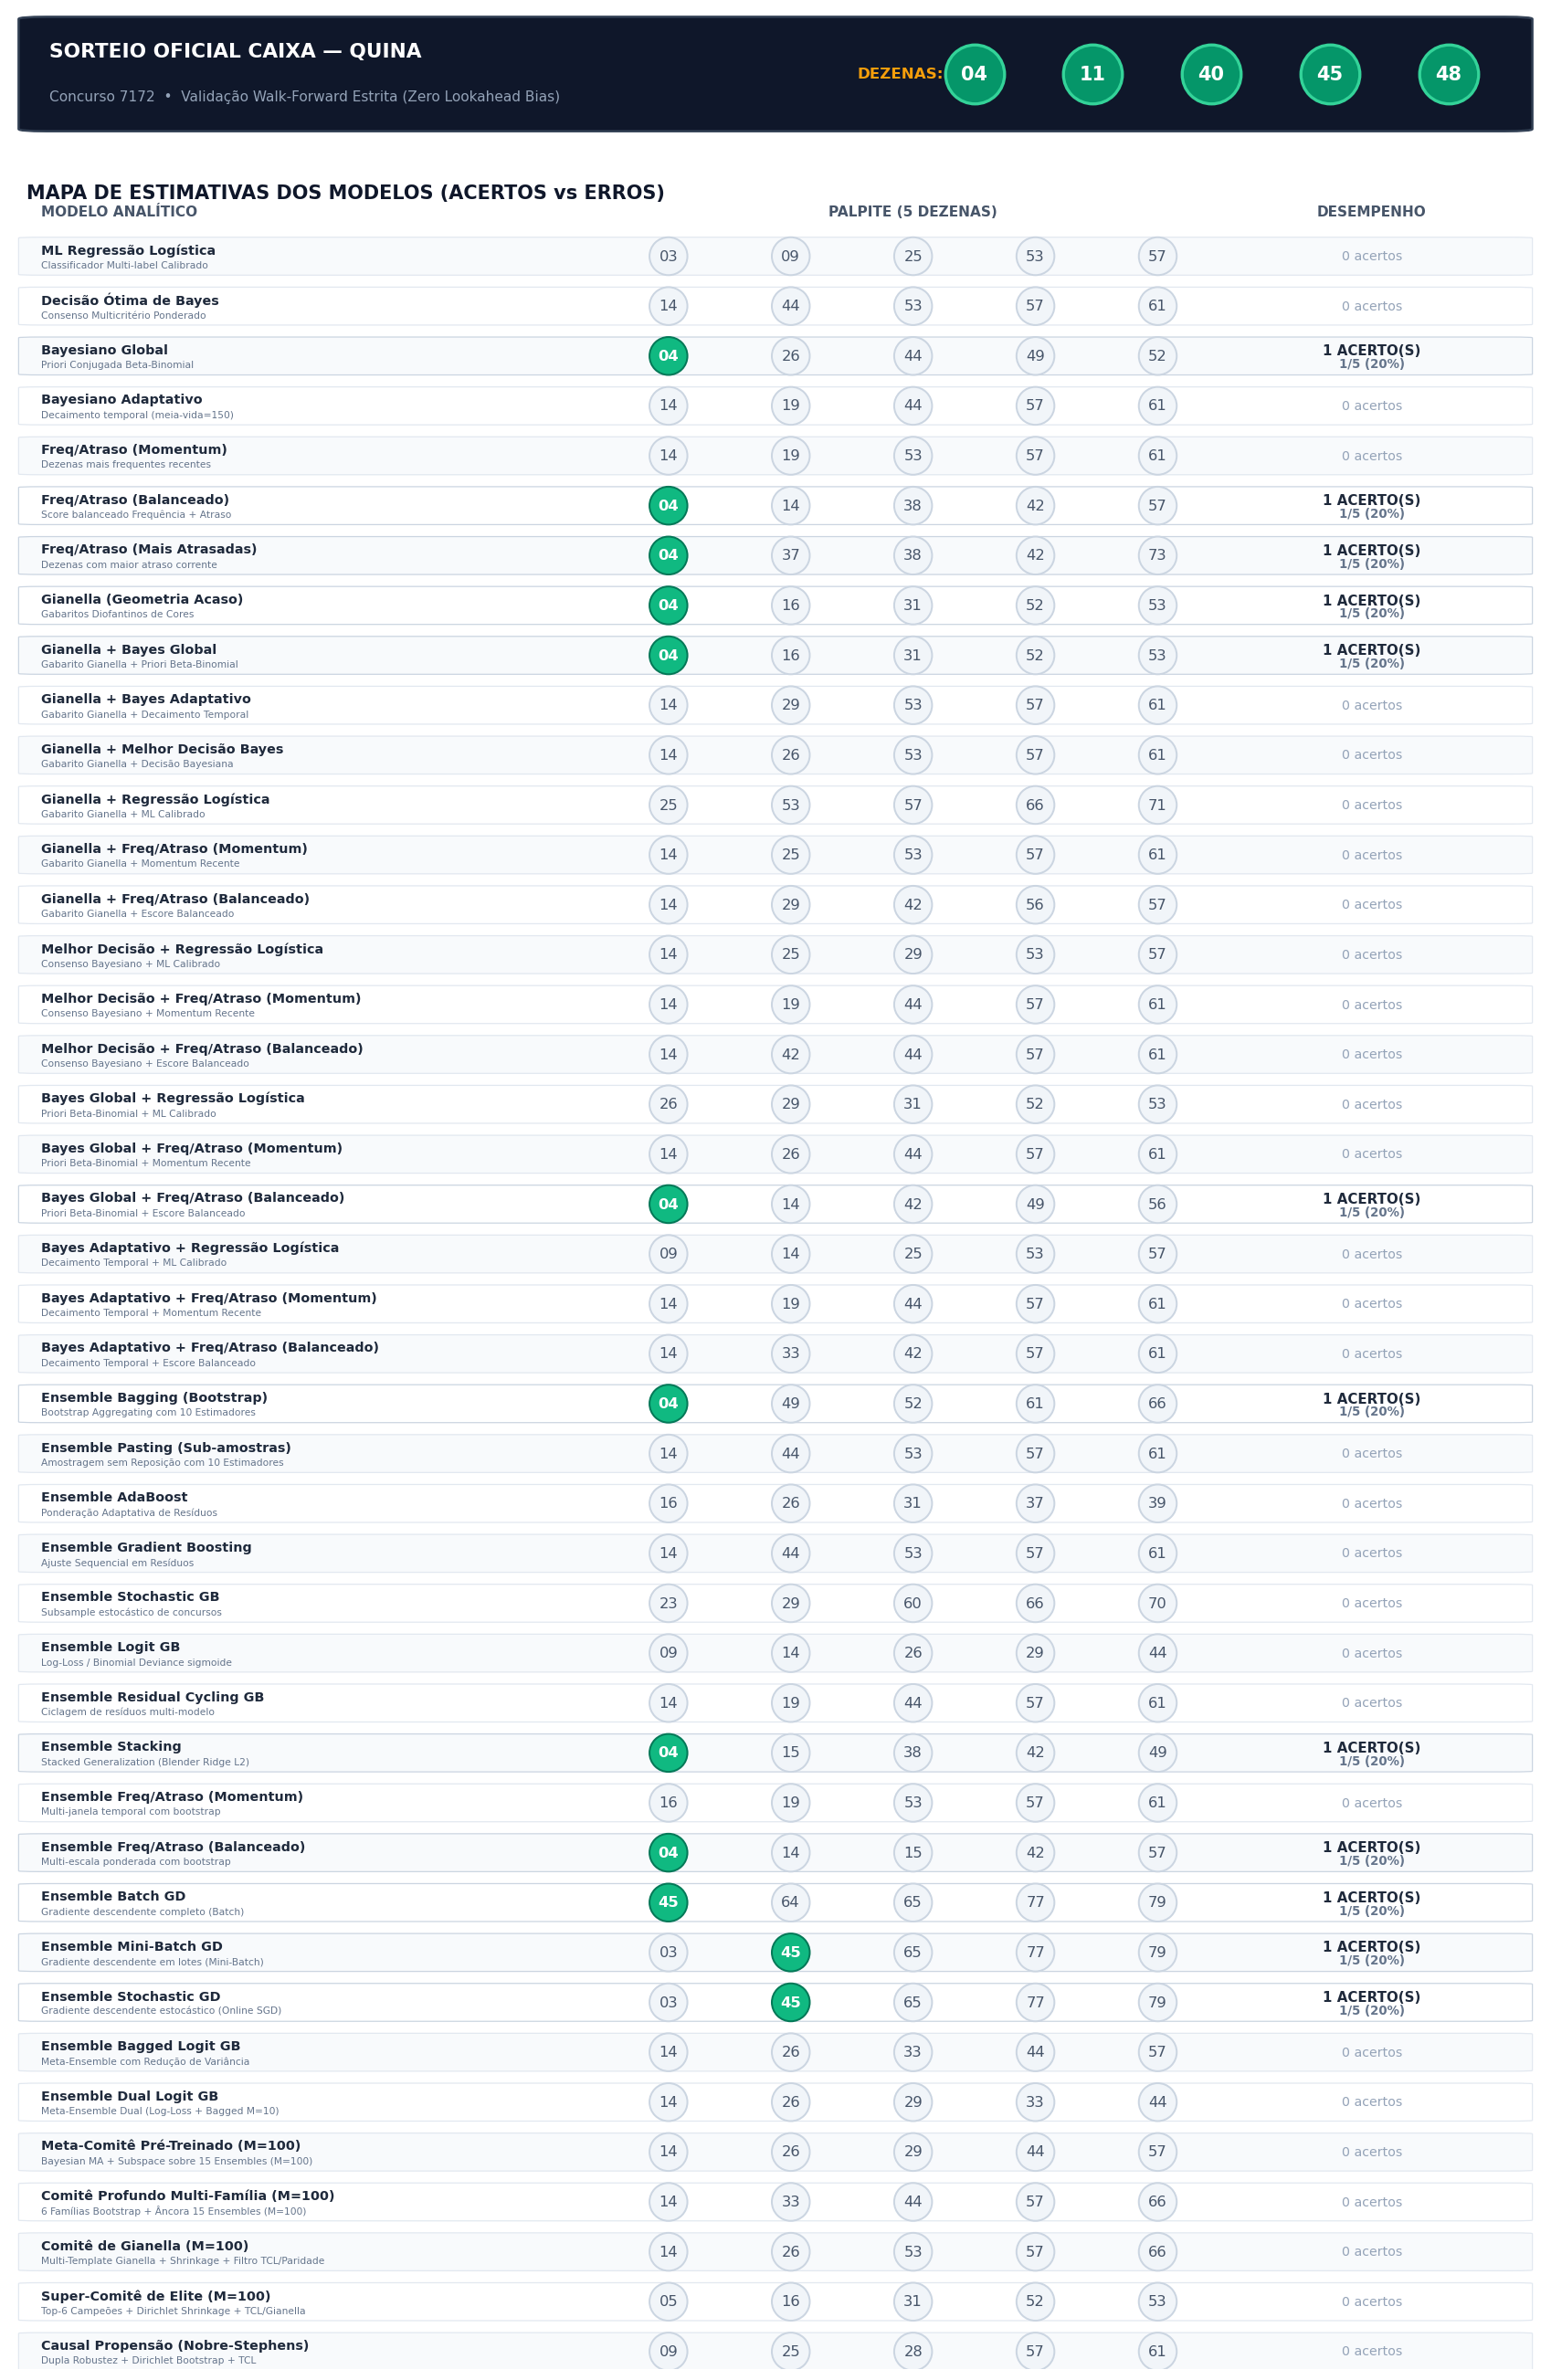 SORTEIO OFICIAL CAIXA — QUINA
Concurso 7172 • Validação Walk-Forward Estrita (Zero Lookahead Bias)
DEZENAS: 04 11 40 45 48
MAPA DE ESTIMATIVAS DOS MODELOS (ACERTOS vs ERROS)
MODELO ANALÍTICO PALPITE (5 DEZENAS) DESEMPENHO
ML Regressão Logística
Classificador Multi-label Calibrado
03 09 25 53 57
0 acertos
Decisão Ótima de Bayes
Consenso Multicritério Ponderado
14 44 53 57 61
0 acertos
Bayesiano Global
Priori Conjugada Beta-Binomial
04 26 44 49 52
1 ACERTO(S)
1/5 (20%)
Bayesiano Adaptativo
Decaimento temporal (meia-vida=150)
14 19 44 57 61
0 acertos
Freq/Atraso (Momentum)
Dezenas mais frequentes recentes
14 19 53 57 61
0 acertos
Freq/Atraso (Balanceado)
Score balanceado Frequência + Atraso
04 14 38 42 57
1 ACERTO(S)
1/5 (20%)
Freq/Atraso (Mais Atrasadas)
Dezenas com maior atraso corrente
04 37 38 42 73
1 ACERTO(S)
1/5 (20%)
Gianella (Geometria Acaso)
Gabaritos Diofantinos de Cores
04 16 31 52 53
1 ACERTO(S)
1/5 (20%)
Gianella + Bayes Global
Gabarito Gianella + Priori Beta-Binomial
04 16 31 52 53
1 ACERTO(S)
1/5 (20%)
Gianella + Bayes Adaptativo
Gabarito Gianella + Decaimento Temporal
14 29 53 57 61
0 acertos
Gianella + Melhor Decisão Bayes
Gabarito Gianella + Decisão Bayesiana
14 26 53 57 61
0 acertos
Gianella + Regressão Logística
Gabarito Gianella + ML Calibrado
25 53 57 66 71
0 acertos
Gianella + Freq/Atraso (Momentum)
Gabarito Gianella + Momentum Recente
14 25 53 57 61
0 acertos
Gianella + Freq/Atraso (Balanceado)
Gabarito Gianella + Escore Balanceado
14 29 42 56 57
0 acertos
Melhor Decisão + Regressão Logística
Consenso Bayesiano + ML Calibrado
14 25 29 53 57
0 acertos
Melhor Decisão + Freq/Atraso (Momentum)
Consenso Bayesiano + Momentum Recente
14 19 44 57 61
0 acertos
Melhor Decisão + Freq/Atraso (Balanceado)
Consenso Bayesiano + Escore Balanceado
14 42 44 57 61
0 acertos
Bayes Global + Regressão Logística
Priori Beta-Binomial + ML Calibrado
26 29 31 52 53
0 acertos
Bayes Global + Freq/Atraso (Momentum)
Priori Beta-Binomial + Momentum Recente
14 26 44 57 61
0 acertos
Bayes Global + Freq/Atraso (Balanceado)
Priori Beta-Binomial + Escore Balanceado
04 14 42 49 56
1 ACERTO(S)
1/5 (20%)
Bayes Adaptativo + Regressão Logística
Decaimento Temporal + ML Calibrado
09 14 25 53 57
0 acertos
Bayes Adaptativo + Freq/Atraso (Momentum)
Decaimento Temporal + Momentum Recente
14 19 44 57 61
0 acertos
Bayes Adaptativo + Freq/Atraso (Balanceado)
Decaimento Temporal + Escore Balanceado
14 33 42 57 61
0 acertos
Ensemble Bagging (Bootstrap)
Bootstrap Aggregating com 10 Estimadores
04 49 52 61 66
1 ACERTO(S)
1/5 (20%)
Ensemble Pasting (Sub-amostras)
Amostragem sem Reposição com 10 Estimadores
14 44 53 57 61
0 acertos
Ensemble AdaBoost
Ponderação Adaptativa de Resíduos
16 26 31 37 39
0 acertos
Ensemble Gradient Boosting
Ajuste Sequencial em Resíduos
14 44 53 57 61
0 acertos
Ensemble Stochastic GB
Subsample estocástico de concursos
23 29 60 66 70
0 acertos
Ensemble Logit GB
Log-Loss / Binomial Deviance sigmoide
09 14 26 29 44
0 acertos
Ensemble Residual Cycling GB
Ciclagem de resíduos multi-modelo
14 19 44 57 61
0 acertos
Ensemble Stacking
Stacked Generalization (Blender Ridge L2)
04 15 38 42 49
1 ACERTO(S)
1/5 (20%)
Ensemble Freq/Atraso (Momentum)
Multi-janela temporal com bootstrap
16 19 53 57 61
0 acertos
Ensemble Freq/Atraso (Balanceado)
Multi-escala ponderada com bootstrap
04 14 15 42 57
1 ACERTO(S)
1/5 (20%)
Ensemble Batch GD
Gradiente descendente completo (Batch)
45 64 65 77 79
1 ACERTO(S)
1/5 (20%)
Ensemble Mini-Batch GD
Gradiente descendente em lotes (Mini-Batch)
03 45 65 77 79
1 ACERTO(S)
1/5 (20%)
Ensemble Stochastic GD
Gradiente descendente estocástico (Online SGD)
03 45 65 77 79
1 ACERTO(S)
1/5 (20%)
Ensemble Bagged Logit GB
Meta-Ensemble com Redução de Variância
14 26 33 44 57
0 acertos
Ensemble Dual Logit GB
Meta-Ensemble Dual (Log-Loss + Bagged M=10)
14 26 29 33 44
0 acertos
Meta-Comitê Pré-Treinado (M=100)
Bayesian MA + Subspace sobre 15 Ensembles (M=100)
14 26 29 44 57
0 acertos
Comitê Profundo Multi-Família (M=100)
6 Famílias Bootstrap + Âncora 15 Ensembles (M=100)
14 33 44 57 66
0 acertos
Comitê de Gianella (M=100)
Multi-Template Gianella + Shrinkage + Filtro TCL/Paridade
14 26 53 57 66
0 acertos
Super-Comitê de Elite (M=100)
Top-6 Campeões + Dirichlet Shrinkage + TCL/Gianella
05 16 31 52 53
0 acertos
Causal Propensão (Nobre-Stephens)
Dupla Robustez + Dirichlet Bootstrap + TCL
09 25 28 57 61
0 acertos